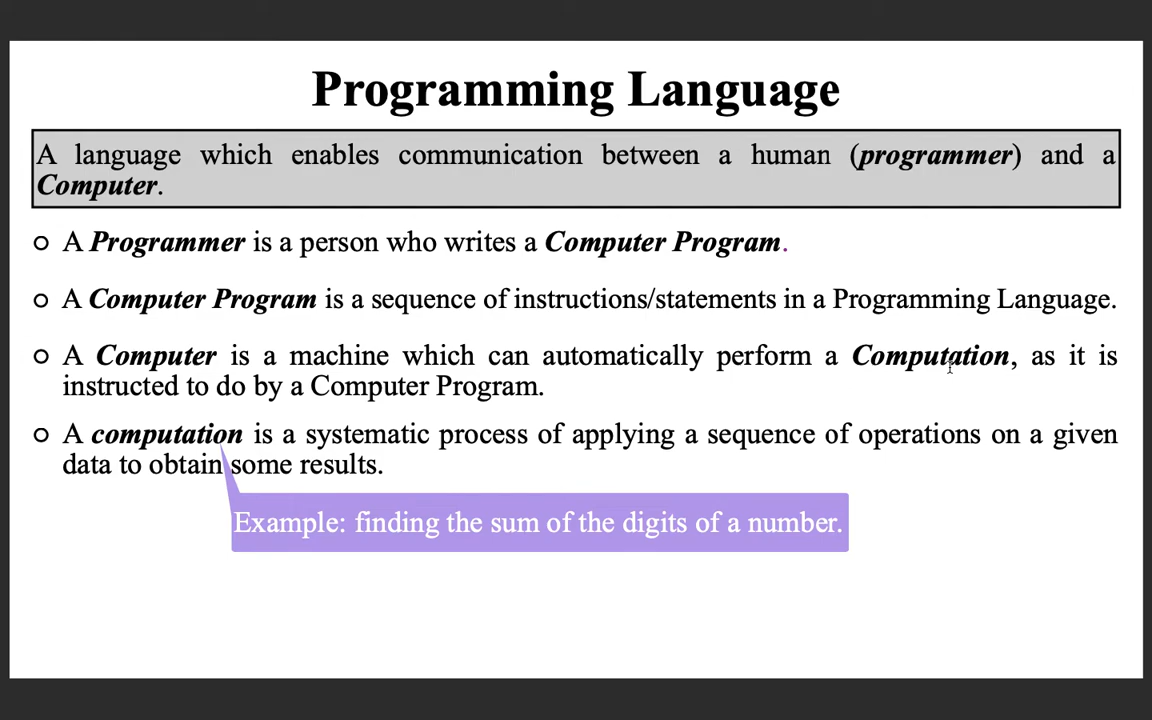 Programming Language
A language which enables communication between a human (programmer) and a
Computer.
A Programmer is a person who writes a Computer Program.
A Computer Program is a sequence of instructions/statements in a Programming Language.
A Computer is a machine which can automatically perform a Computation, as it is
instructed to do by a Computer Program.
A computation is a systematic process of applying a sequence of operations on a given
data to obtain some results.
Example: finding the sum of the digits of a number.